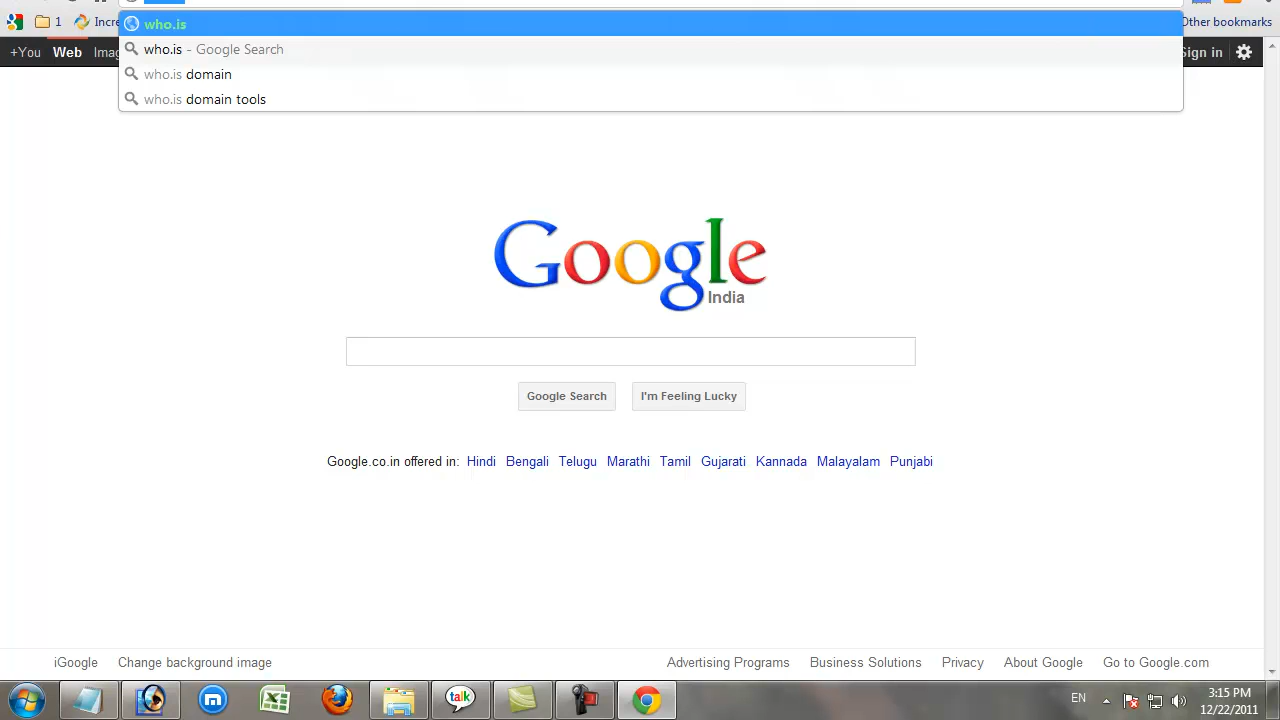 who.is
1 Incre Other bookmarks
who.is - Google Search
+You Web Imag Sign in
who.is domain
who.is domain tools
Google
India
Google Search I'm Feeling Lucky
Google.co.in offered in: Hindi Bengali Telugu Marathi Tamil Gujarati Kannada Malayalam Punjabi
iGoogle Change background image Advertising Programs Business Solutions Privacy About Google Go to Google.com
talk
EN
3:15 PM
12/22/2011